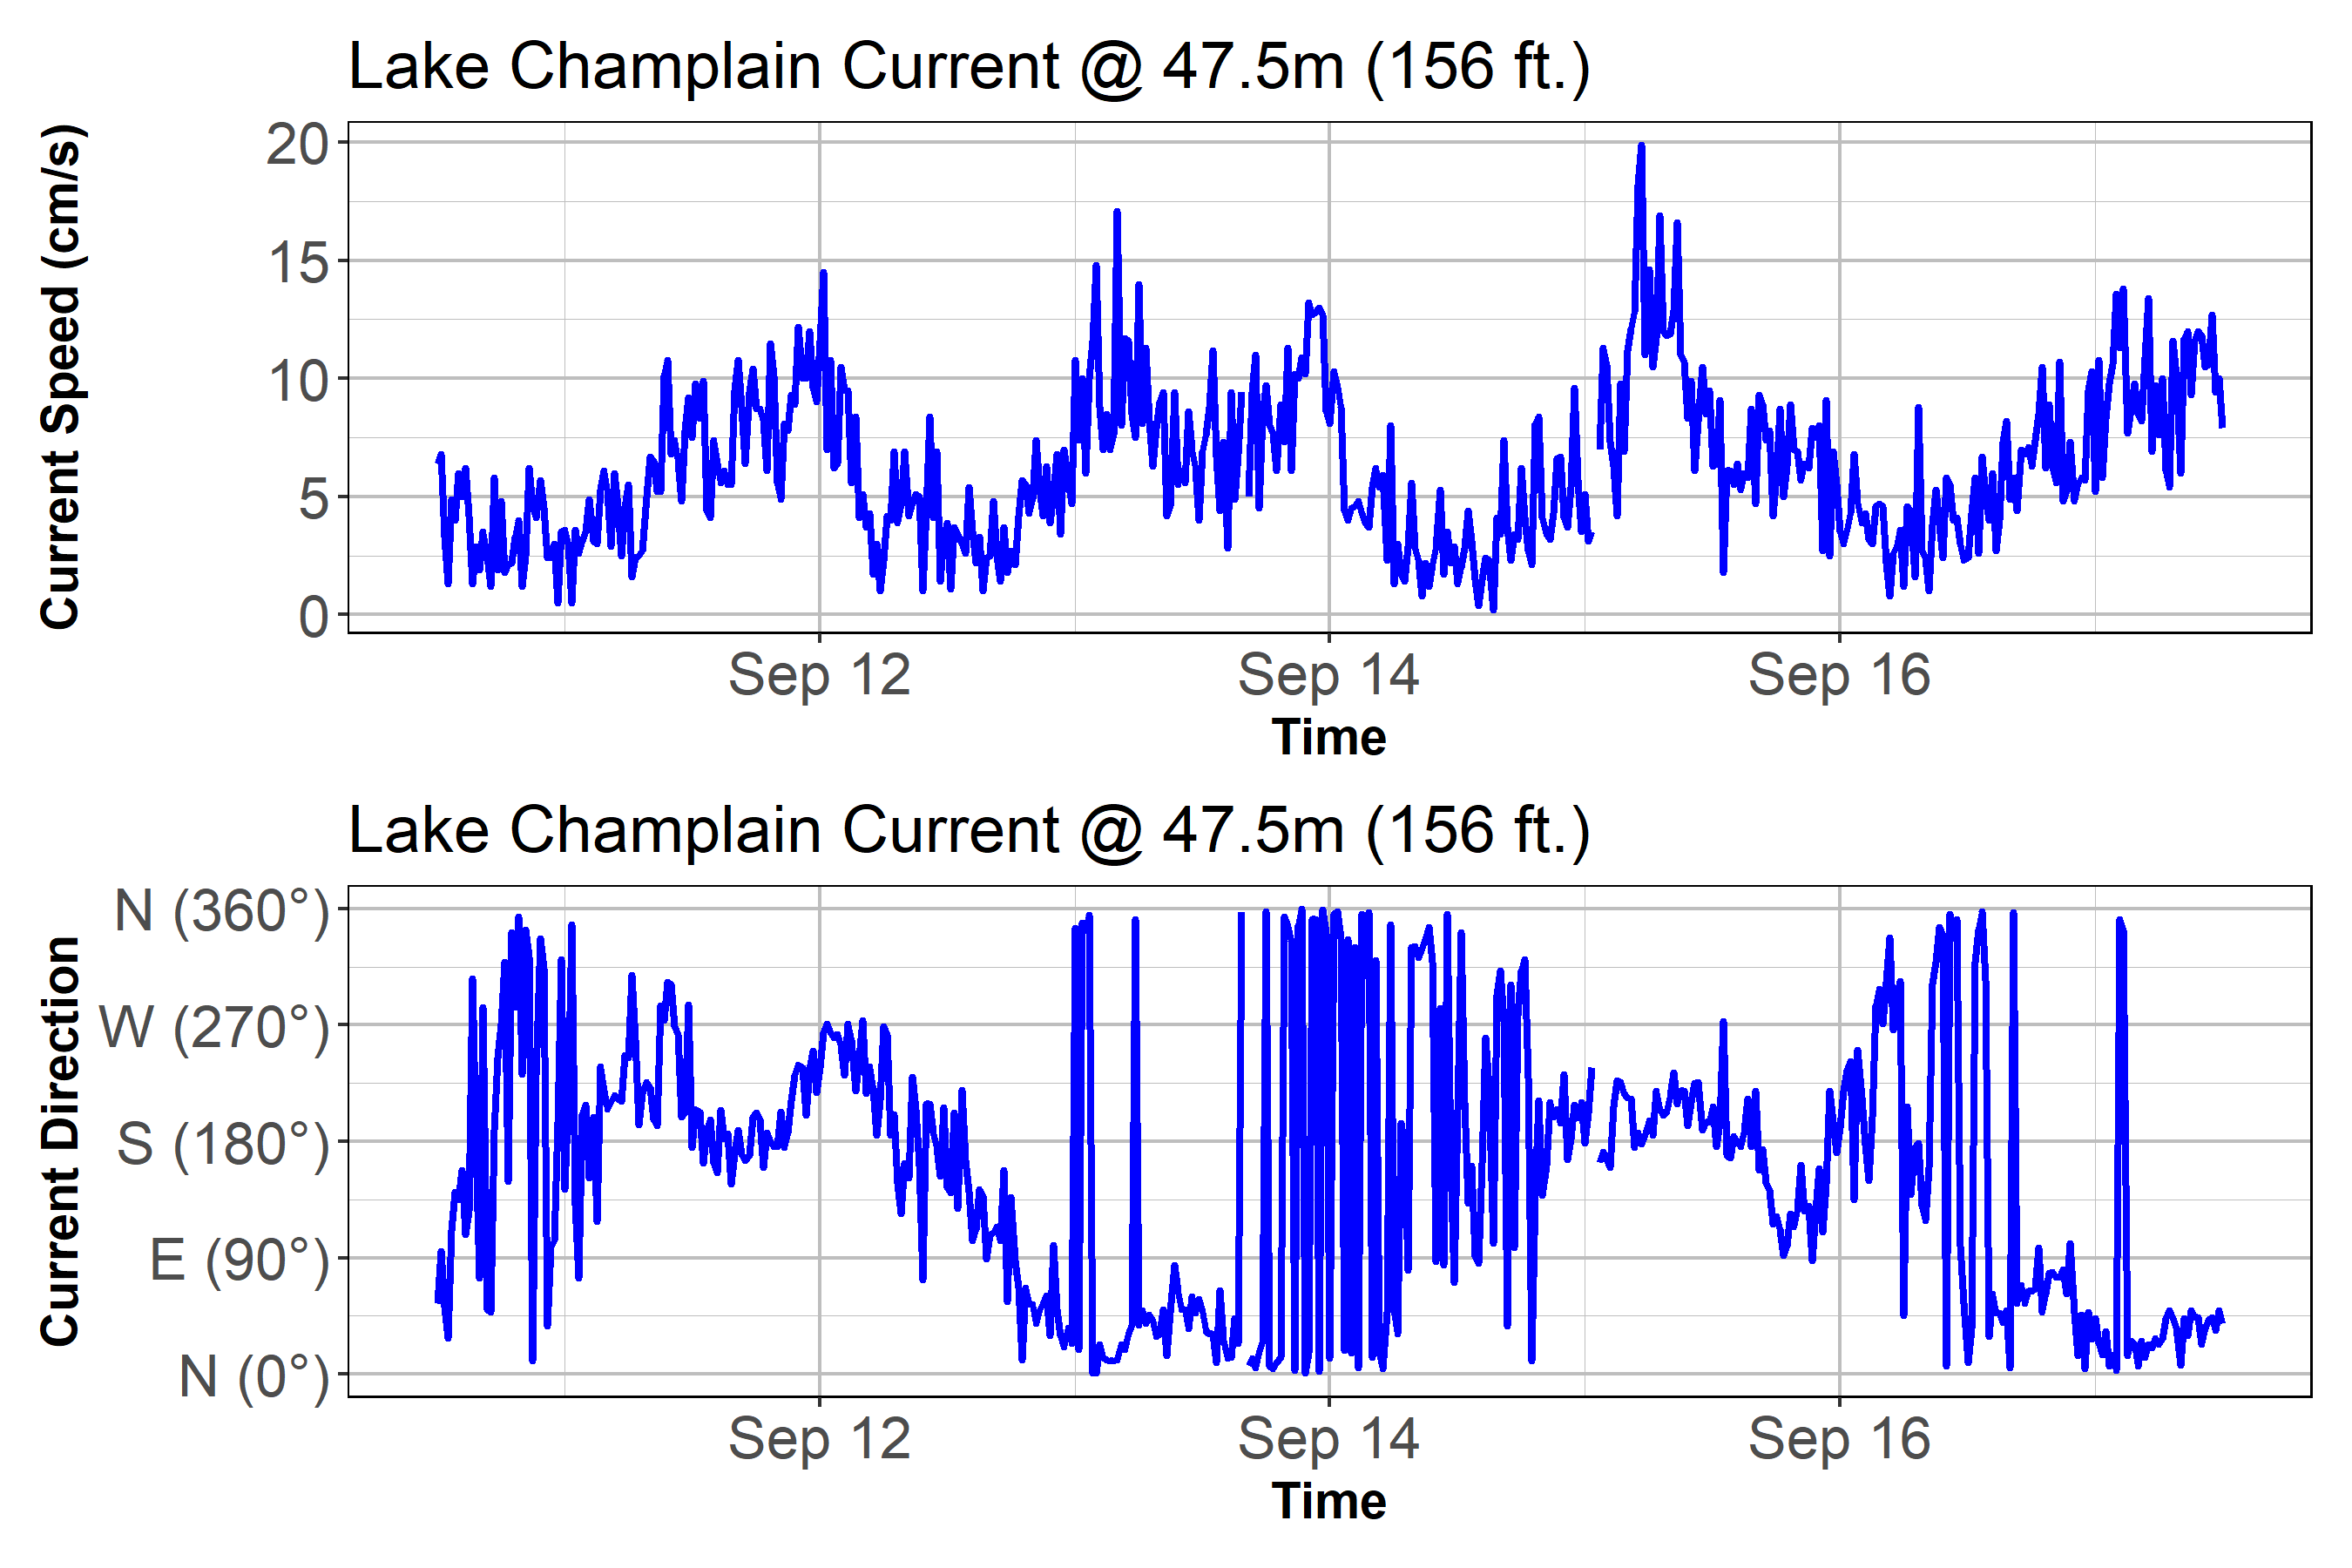 Lake Champlain Current @ 47.5m (156 ft.)
Current Speed (cm/s)
20
15
10
5
0
Sep 12 Sep 14 Sep 16
Time
Lake Champlain Current @ 47.5m (156 ft.)
Current Direction
N (360°)
W (270°)
S (180°)
E (90°)
N (0°)
Sep 12 Sep 14 Sep 16
Time